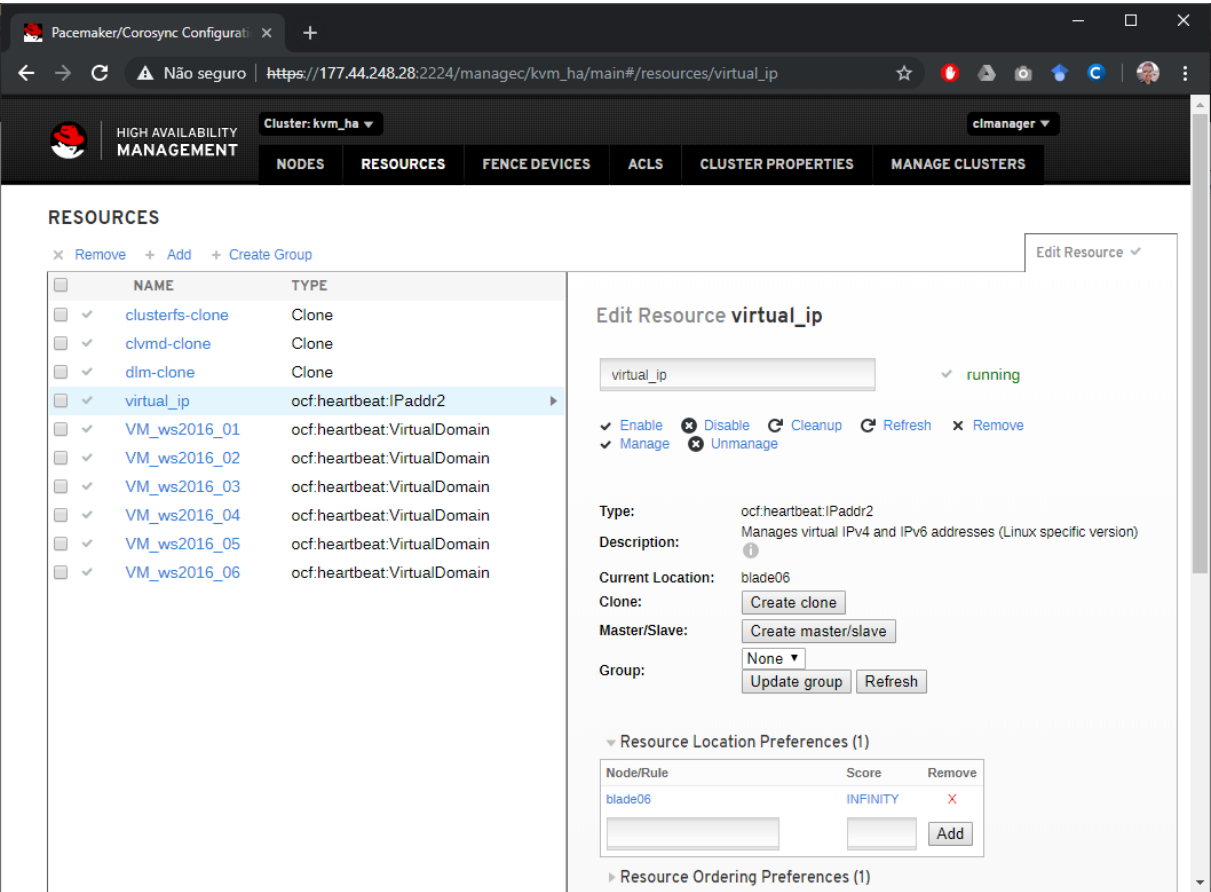 Pacemaker/Corosync Configurati
Não seguro https://177.44.248.28:2224/managec/kvm_ha/main#/resources/virtual_ip
HIGH AVAILABILITY
MANAGEMENT
Cluster: kvm_ha
clmanager
NODES RESOURCES FENCE DEVICES ACLS CLUSTER PROPERTIES MANAGE CLUSTERS
RESOURCES
Remove Add Create Group
NAME TYPE
clusterfs-clone Clone
clvmd-clone Clone
dlm-clone Clone
virtual_ip ocf:heartbeat:IPaddr2
VM_ws2016_01 ocf:heartbeat:VirtualDomain
VM_ws2016_02 ocf:heartbeat:VirtualDomain
VM_ws2016_03 ocf:heartbeat:VirtualDomain
VM_ws2016_04 ocf:heartbeat:VirtualDomain
VM_ws2016_05 ocf:heartbeat:VirtualDomain
VM_ws2016_06 ocf:heartbeat:VirtualDomain
Edit Resource
Edit Resource virtual_ip
virtual_ip running
Enable Disable Cleanup Refresh Remove
Manage Unmanage
Type: ocf:heartbeat:IPaddr2
Description: Manages virtual IPv4 and IPv6 addresses (Linux specific version)
Current Location: blade06
Clone: Create clone
Master/Slave: Create master/slave
Group: None
Update group Refresh
Resource Location Preferences (1)
Node/Rule Score Remove
blade06 INFINITY X
Add
Resource Ordering Preferences (1)